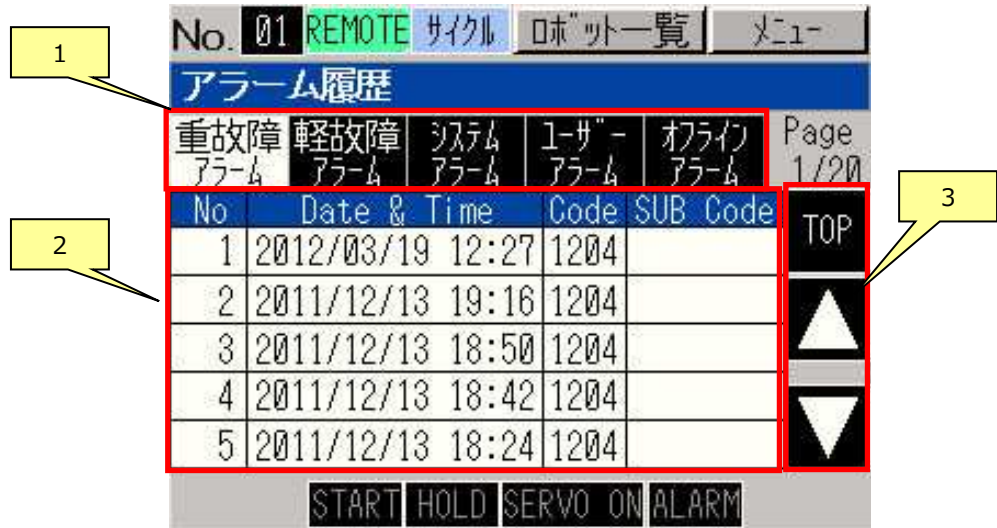 1
2
3
No. 01 REMOTE サイクル ロボット一覧 メニュー
アラーム履歴
重故障 アラーム
軽故障 アラーム
システム アラーム
ユーザー アラーム
オフライン アラーム
Page 1/20
No Date & Time Code SUB Code
1 2012/03/19 12:27 1204
2 2011/12/13 19:16 1204
3 2011/12/13 18:50 1204
4 2011/12/13 18:42 1204
5 2011/12/13 18:24 1204
TOP
START HOLD SERVO ON ALARM